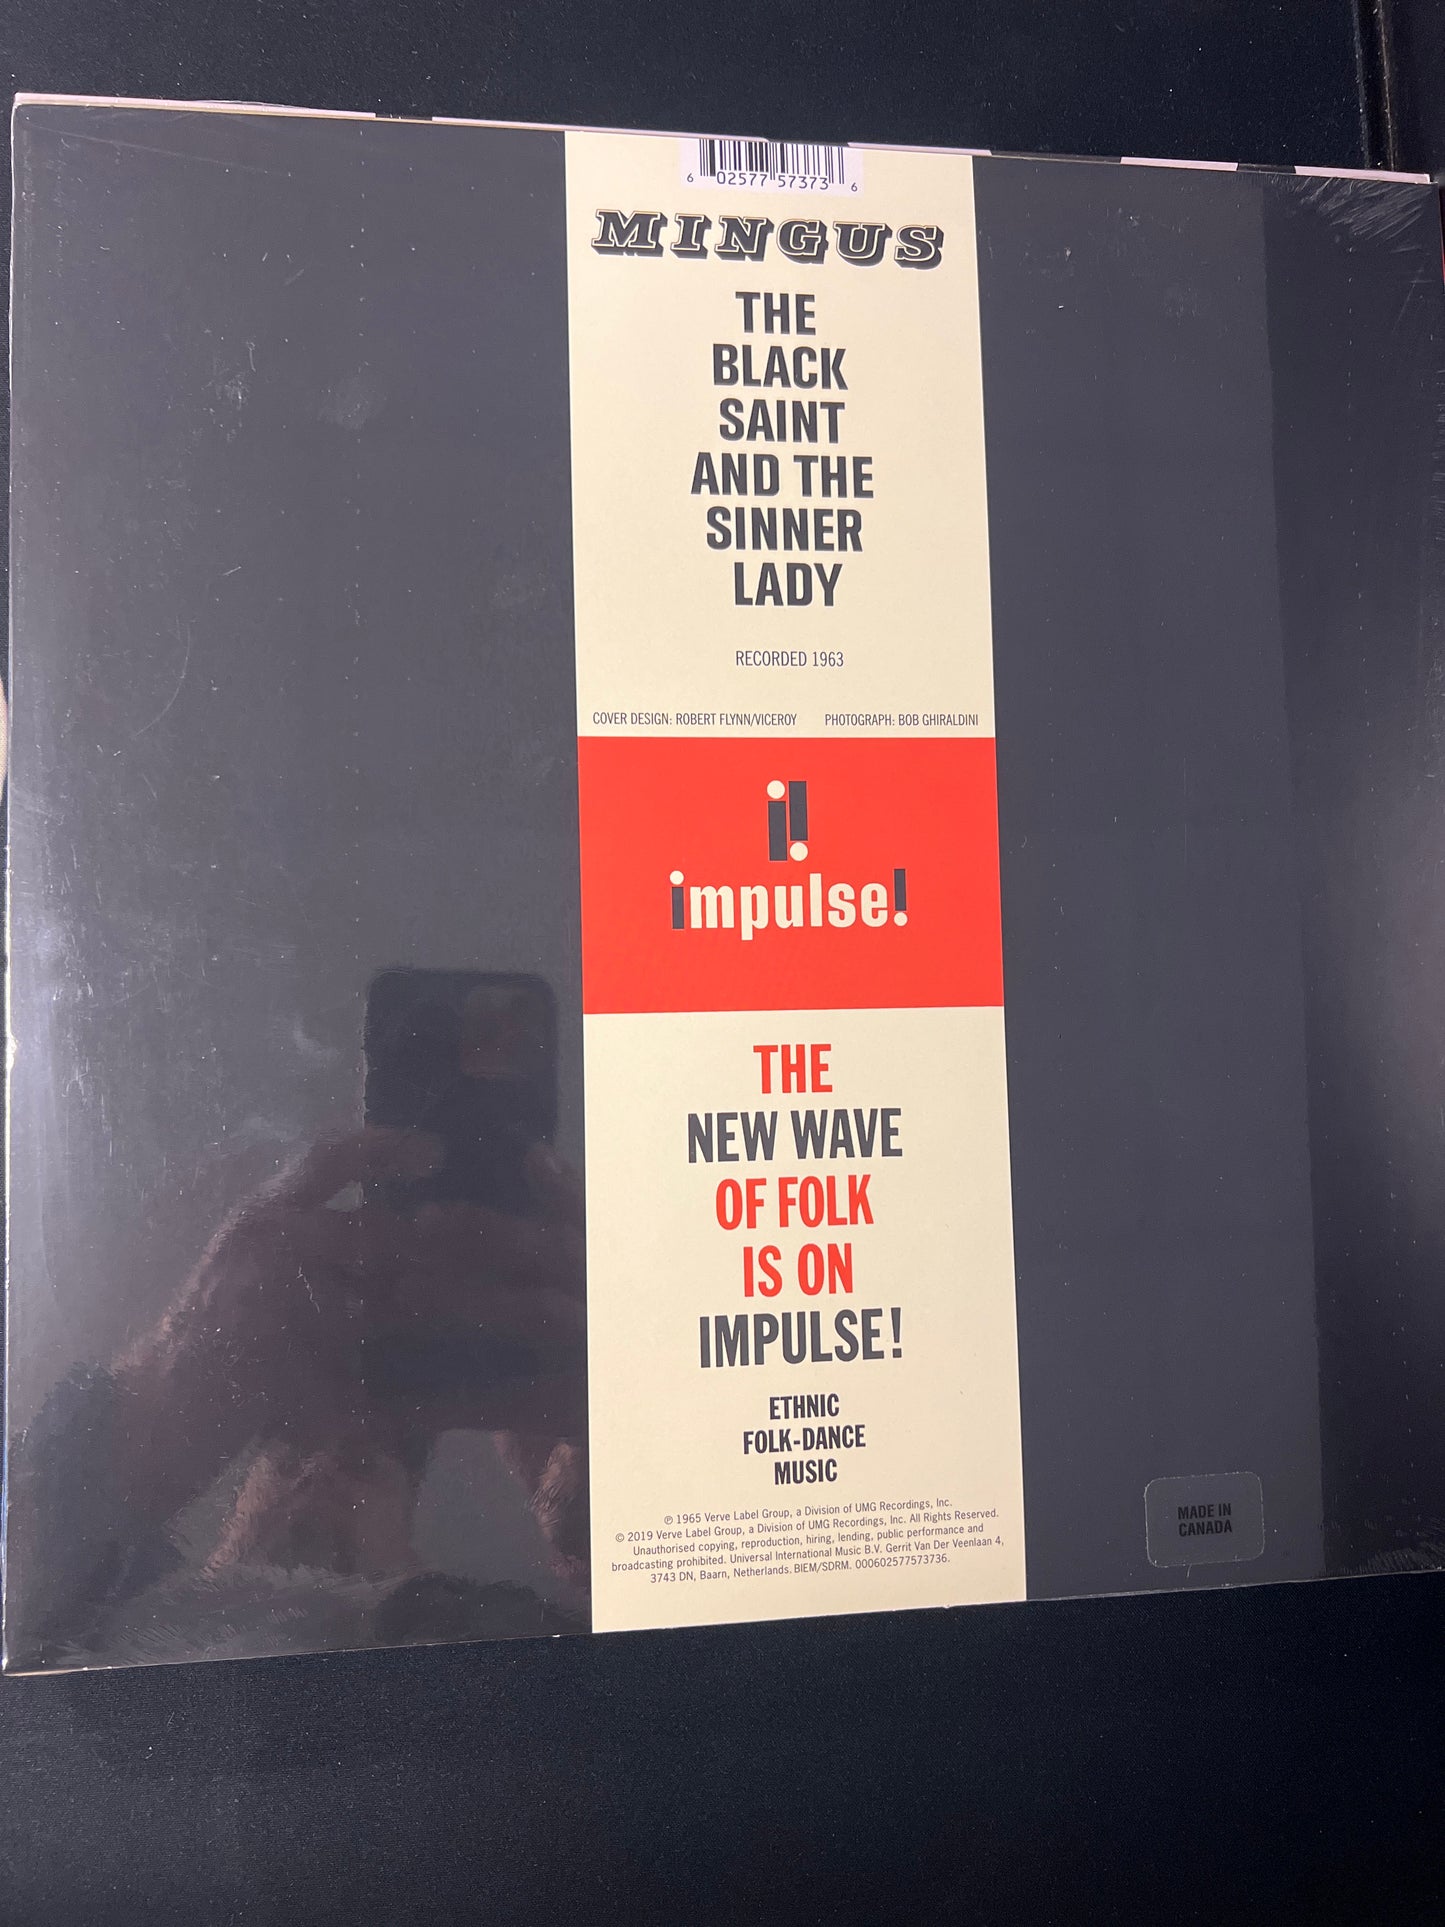 6 02577 57373 6
MINGUS
THE
BLACK
SAINT
AND THE
SINNER
LADY
RECORDED 1963
COVER DESIGN: ROBERT FLYNN/VICEROY PHOTOGRAPH: BOB GHIRALDINI
i!
impulse!
THE
NEW WAVE
OF FOLK
IS ON
IMPULSE!
ETHNIC
FOLK-DANCE
MUSIC
℗ 1965 Verve Label Group, a Division of UMG Recordings, Inc.
© 2019 Verve Label Group, a Division of UMG Recordings, Inc. All Rights Reserved.
Unauthorised copying, reproduction, hiring, lending, public performance and
broadcasting prohibited. Universal International Music B.V. Gerrit Van Der Veenlaan 4,
3743 DN, Baarn, Netherlands. BIEM/SDRM. 000602577573736.
MADE IN
CANADA